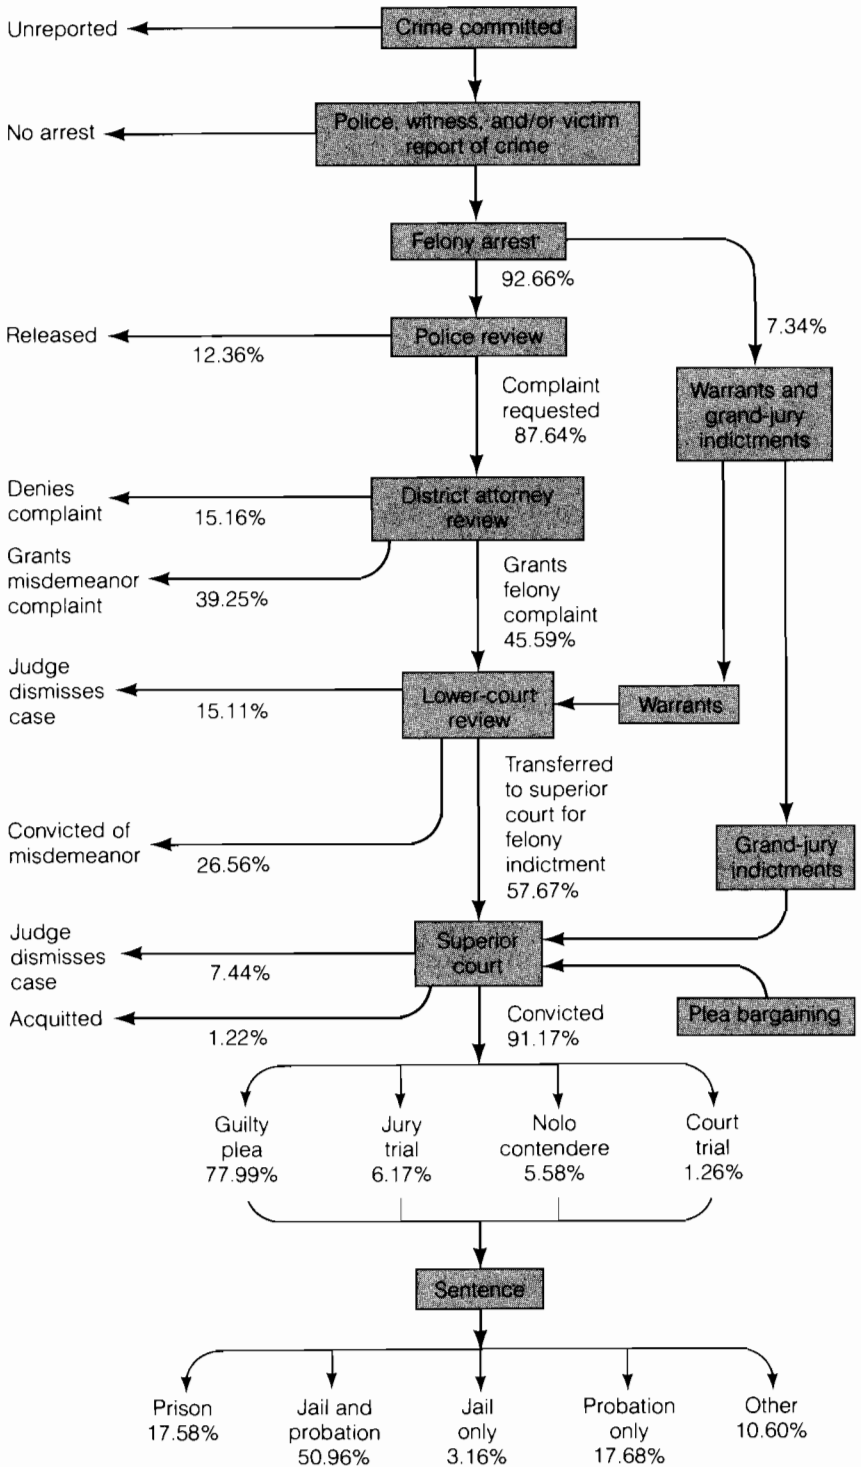 Unreported
Crime committed
No arrest
Police, witness, and/or victim
report of crime
Felony arrest*
92.66%
7.34%
Released
12.36%
Police review
Complaint
requested
87.64%
Warrants and
grand-jury
indictments
Denies
complaint
15.16%
District attorney
review
Grants
misdemeanor
complaint
39.25%
Grants
felony
complaint
45.59%
Judge
dismisses
case
15.11%
Lower-court
review
Warrants
Transferred
to superior
court for
felony
indictment
57.67%
Convicted of
misdemeanor
26.56%
Grand-jury
indictments
Judge
dismisses
case
7.44%
Superior
court
Acquitted
1.22%
Convicted
91.17%
Plea bargaining
Guilty
plea
77.99%
Jury
trial
6.17%
Nolo
contendere
5.58%
Court
trial
1.26%
Sentence
Prison
17.58%
Jail and
probation
50.96%
Jail
only
3.16%
Probation
only
17.68%
Other
10.60%